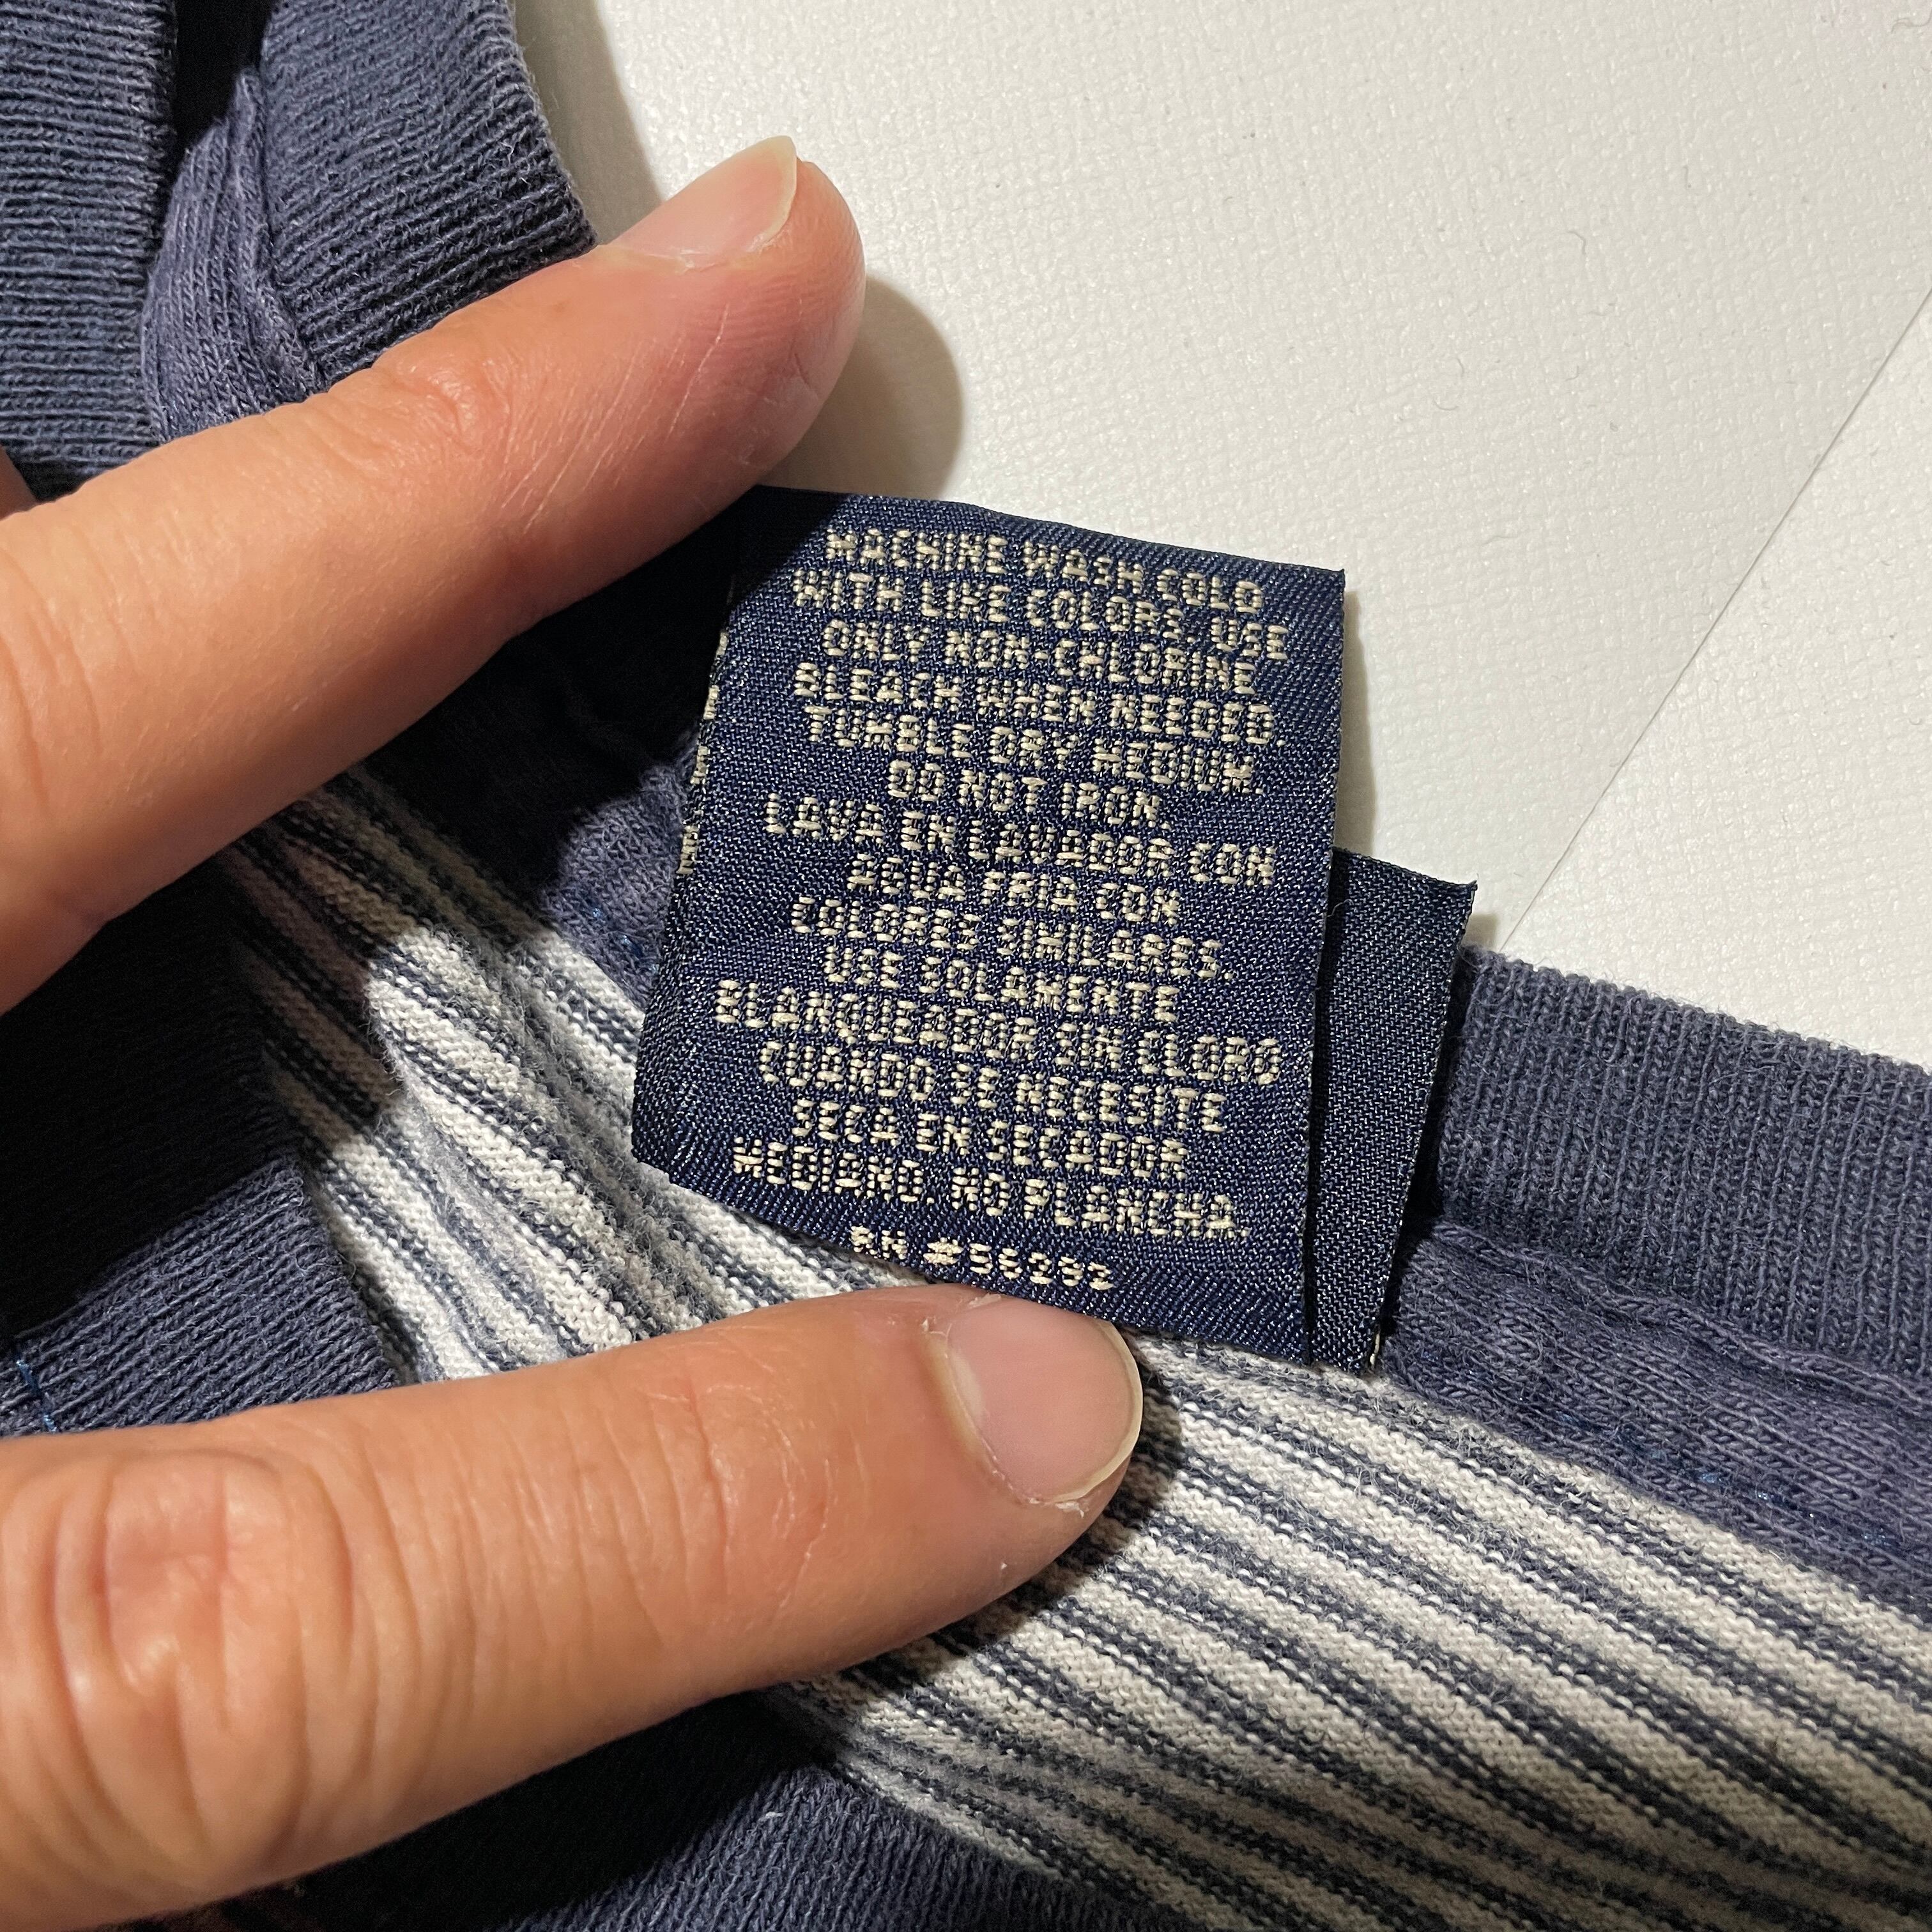 MACHINE WASH COLD
WITH LIKE COLORS. USE
ONLY NON-CHLORINE
BLEACH WHEN NEEDED.
TUMBLE DRY MEDIUM.
DO NOT IRON.
LAVA EN LAVADOR CON
AGUA FRIA CON
COLORES SIMILARES.
USE SOLAMENTE
BLANQUEADOR SIN CLORO
CUANDO SE NECESITE
SECA EN SECADOR
MEDIANO. NO PLANCHA.
RN #56292